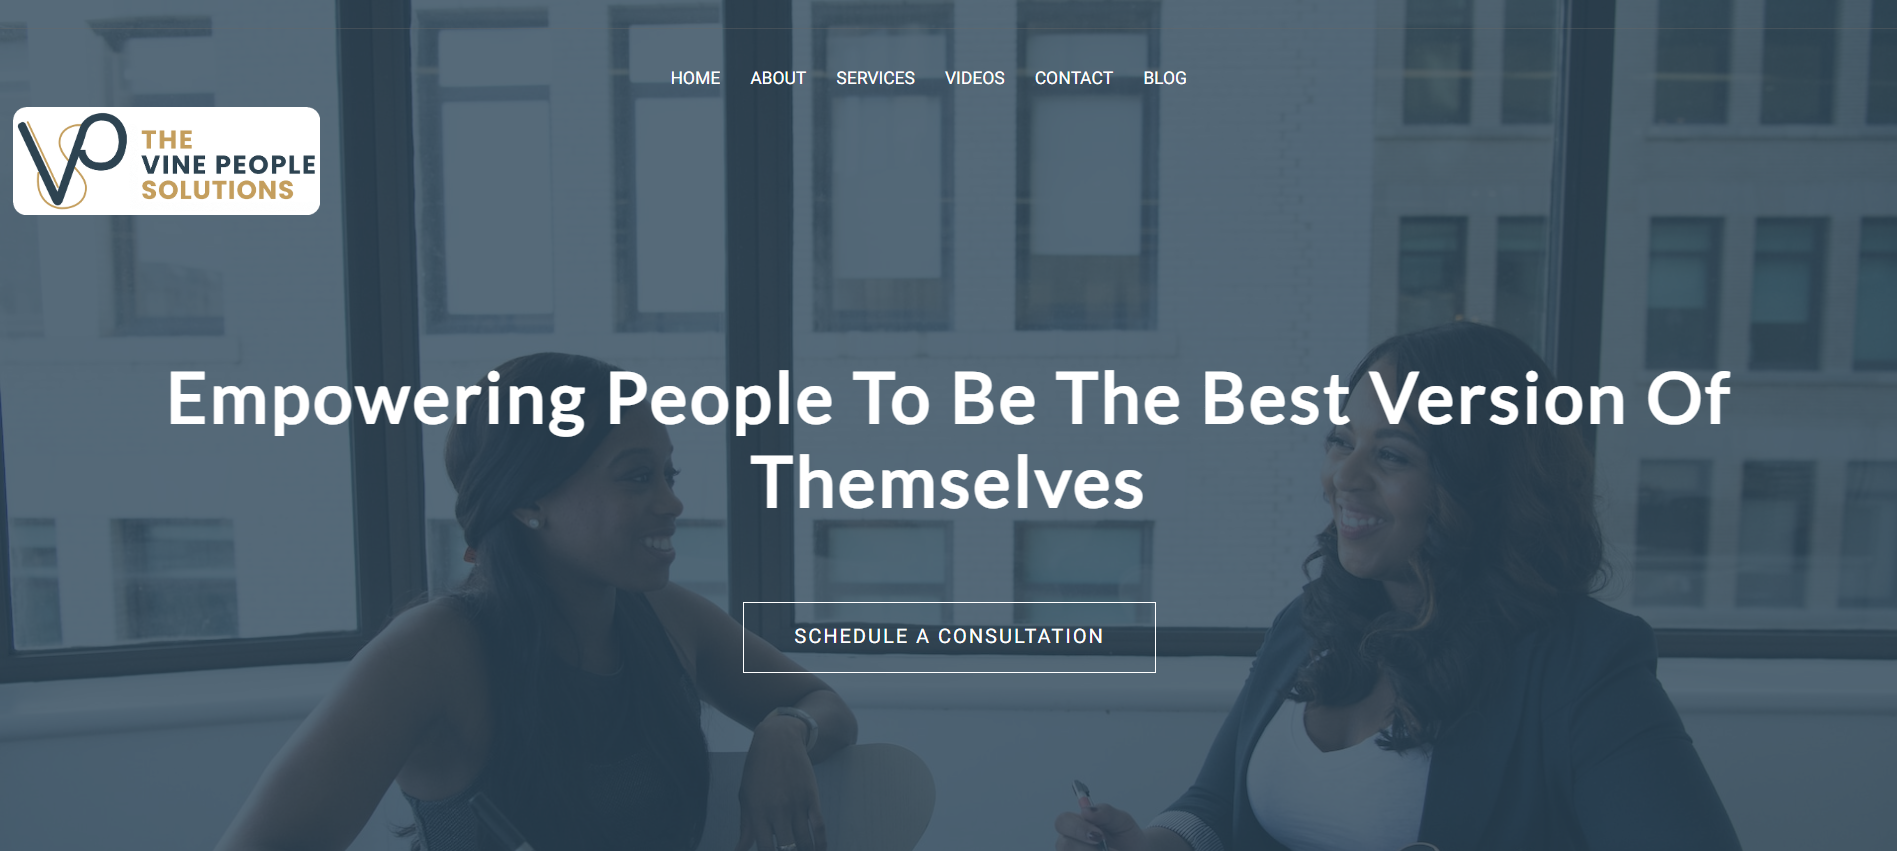 HOME ABOUT SERVICES VIDEOS CONTACT BLOG
VP
THE
VINE PEOPLE
SOLUTIONS
Empowering People To Be The Best Version Of
Themselves
SCHEDULE A CONSULTATION